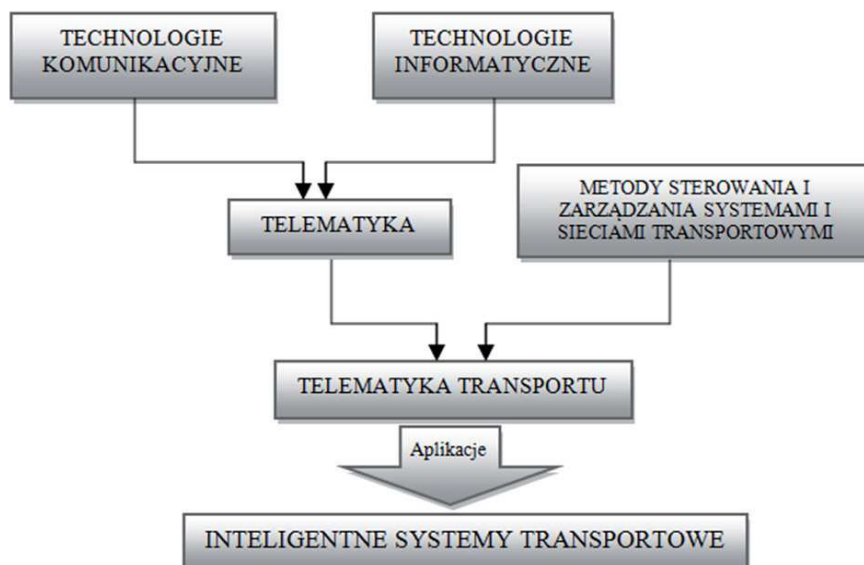 TECHNOLOGIE
KOMUNIKACYJNE
TECHNOLOGIE
INFORMATYCZNE
TELEMATYKA
METODY STEROWANIA I
ZARZĄDZANIA SYSTEMAMI I
SIECIAMI TRANSPORTOWYMI
TELEMATYKA TRANSPORTU
Aplikacje
INTELIGENTNE SYSTEMY TRANSPORTOWE